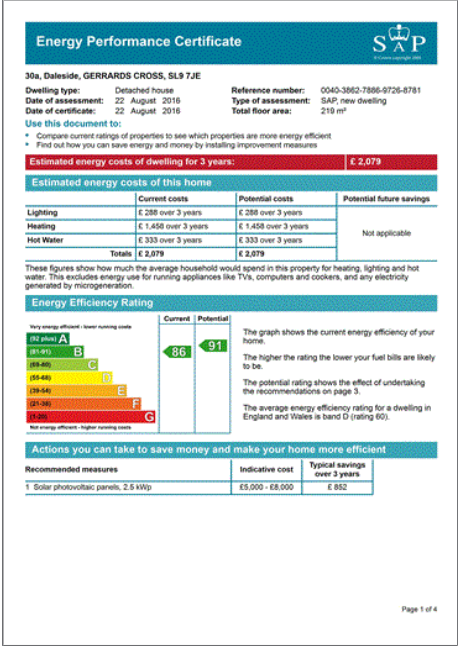 Energy Performance Certificate
SAP
© Crown copyright 2009
30a, Daleside, GERRARDS CROSS, SL9 7JE
Dwelling type: Detached house
Reference number: 0040-3862-7886-9726-8781
Date of assessment: 22 August 2016
Type of assessment: SAP, new dwelling
Date of certificate: 22 August 2016
Total floor area: 219 m²
Use this document to:
• Compare current ratings of properties to see which properties are more energy efficient
• Find out how you can save energy and money by installing improvement measures
Estimated energy costs of dwelling for 3 years: £ 2,079
Estimated energy costs of this home
Current costs Potential costs Potential future savings
Lighting £ 288 over 3 years £ 288 over 3 years
Heating £ 1,458 over 3 years £ 1,458 over 3 years
Not applicable
Hot Water £ 333 over 3 years £ 333 over 3 years
Totals £ 2,079 £ 2,079
These figures show how much the average household would spend in this property for heating, lighting and hot
water. This excludes energy use for running appliances like TVs, computers and cookers, and any electricity
generated by microgeneration.
Energy Efficiency Rating
Current Potential
Very energy efficient - lower running costs
(92 plus) A
(81-91) B
(69-80) C
(55-68) D
(39-54) E
(21-38) F
(1-20) G
Not energy efficient - higher running costs
86
91
The graph shows the current energy efficiency of your
home.
The higher the rating the lower your fuel bills are likely
to be.
The potential rating shows the effect of undertaking
the recommendations on page 3.
The average energy efficiency rating for a dwelling in
England and Wales is band D (rating 60).
Actions you can take to save money and make your home more efficient
Recommended measures Indicative cost Typical savings
over 3 years
1 Solar photovoltaic panels, 2.5 kWp £5,000 - £8,000 £ 852
Page 1 of 4